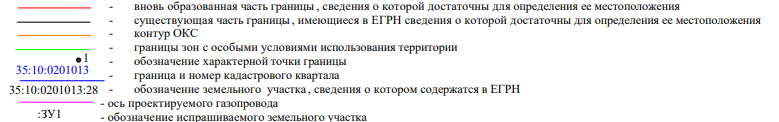 - вновь образованная часть границы, сведения о которой достаточны для определения ее местоположения
- существующая часть границы, имеющиеся в ЕГРН сведения о которой достаточны для определения ее местоположения
- контур ОКС
- границы зон с особыми условиями использования территории
1 - обозначение характерной точки границы
35:10:0201013 - граница и номер кадастрового квартала
35:10:0201013:28 - обозначение земельного участка, сведения о котором содержатся в ЕГРН
- ось проектируемого газопровода
:ЗУ1 - обозначение испрашиваемого земельного участка